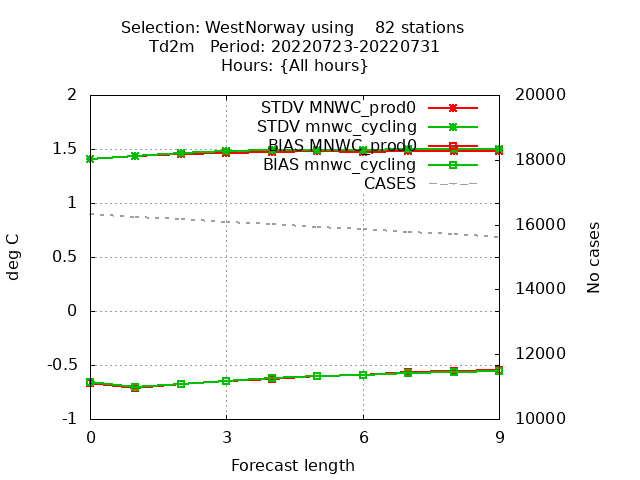 Selection: WestNorway using    82 stations
Td2m   Period: 20220723-20220731
Hours: {All hours}
2
1.5
1
0.5
0
-0.5
-1
deg C
STDV MNWC_prod0
STDV mnwc_cycling
BIAS MNWC_prod0
BIAS mnwc_cycling
CASES
20000
18000
16000
14000
12000
10000
No cases
0
3
6
9
Forecast length